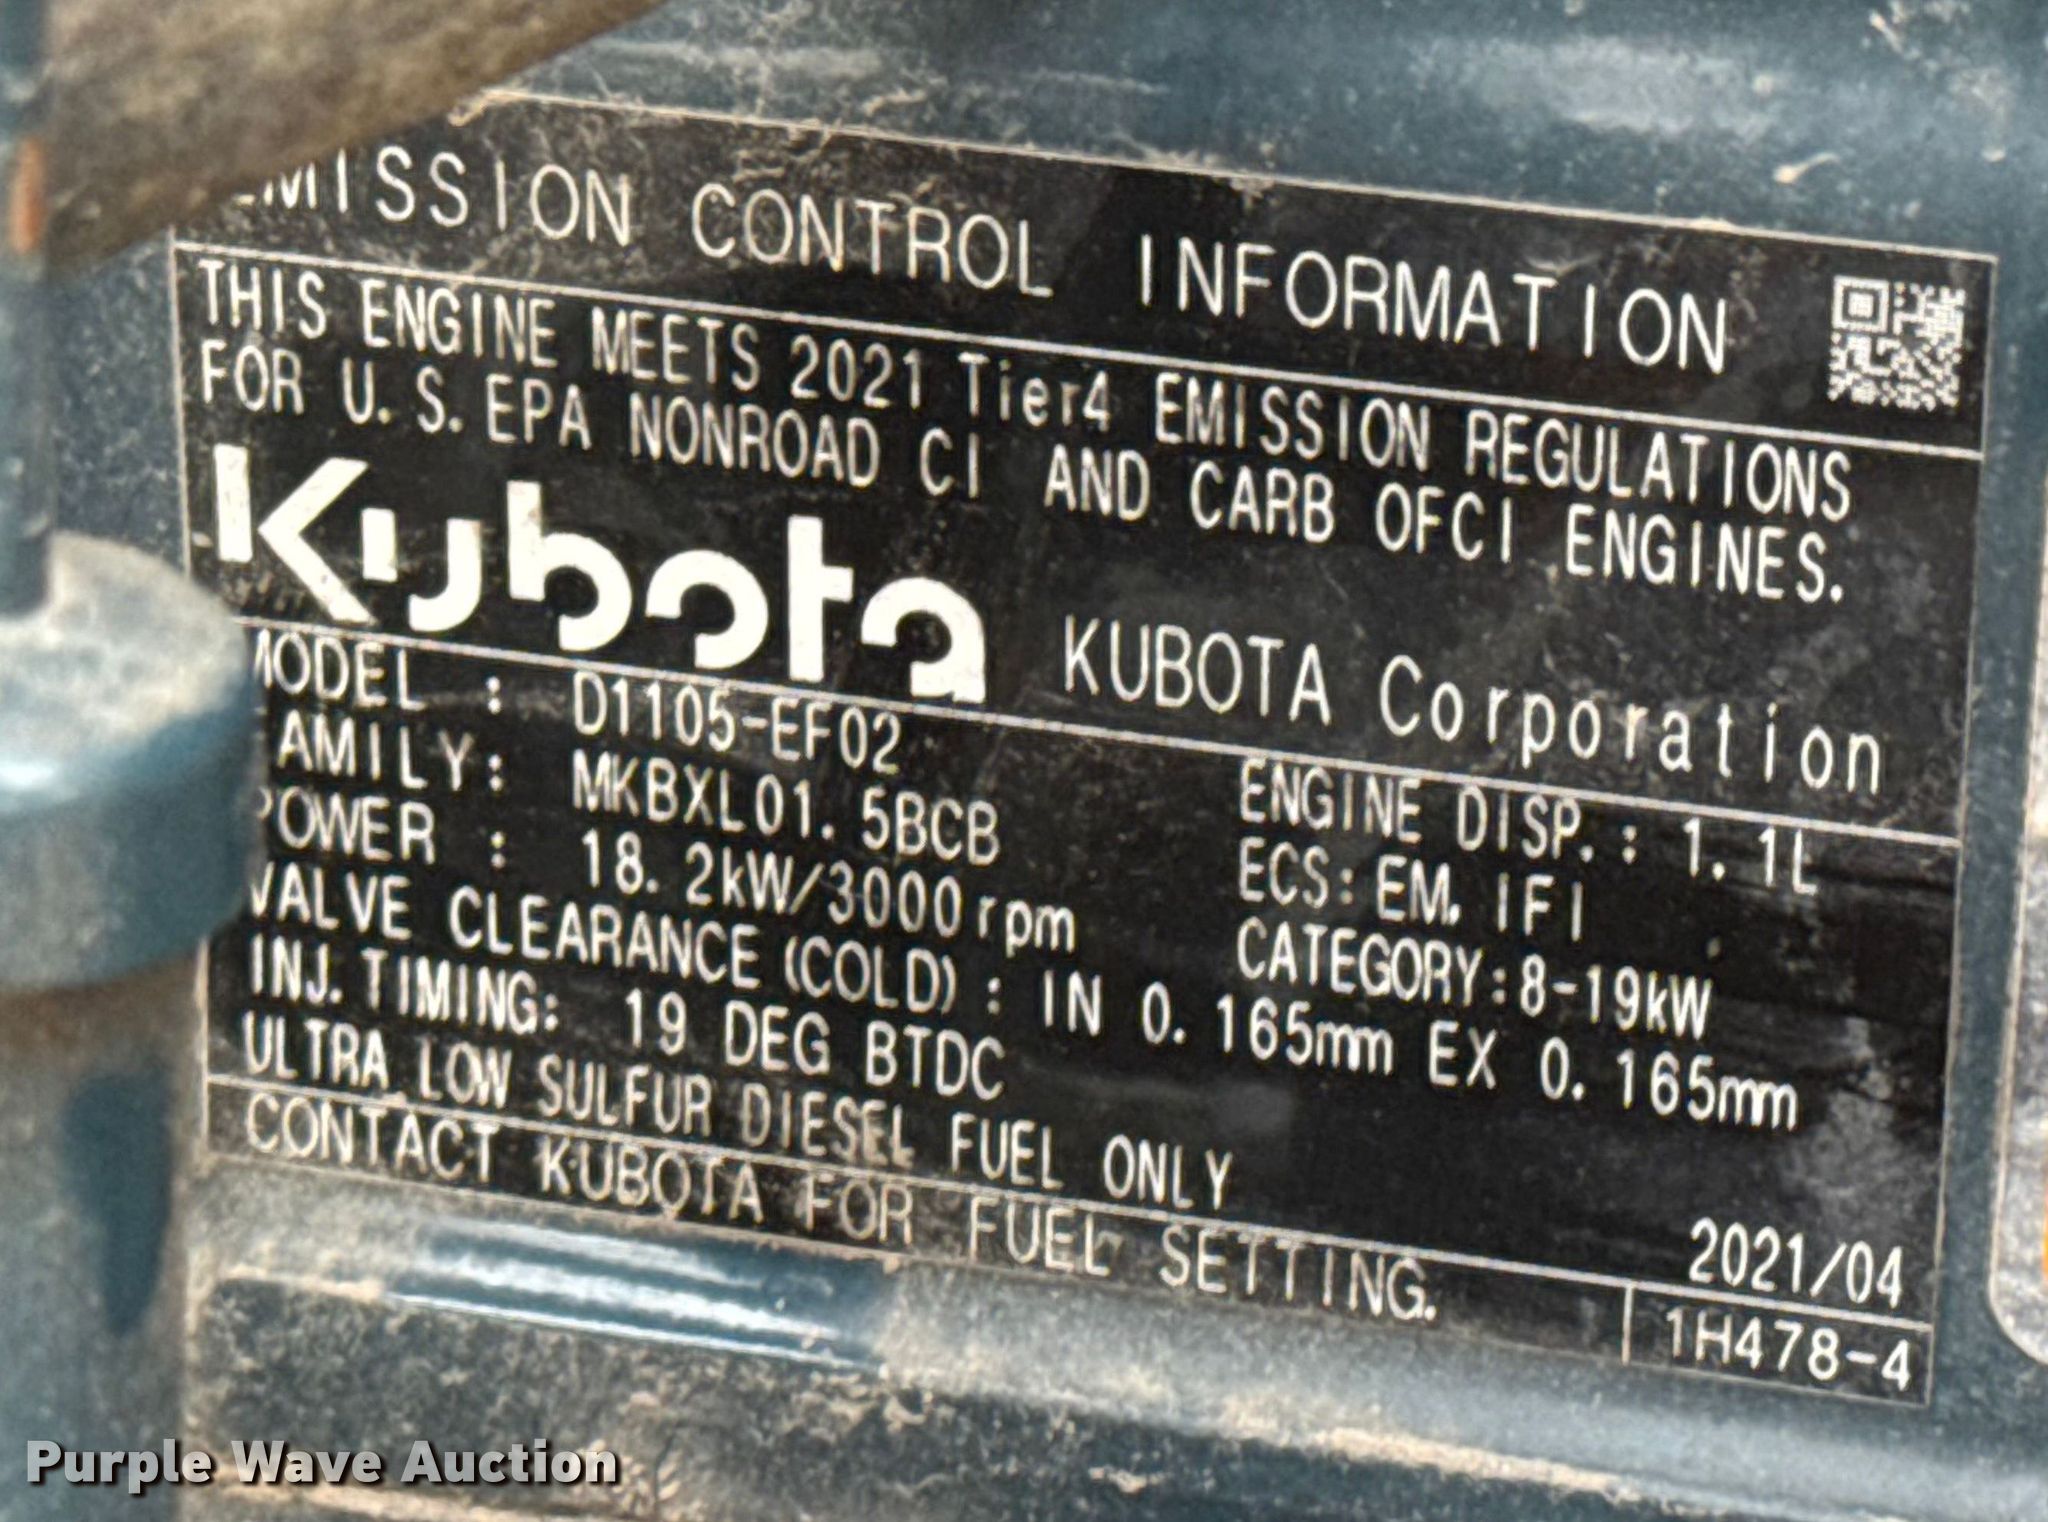 EMISSION CONTROL INFORMATION
THIS ENGINE MEETS 2021 Tier4 EMISSION REGULATIONS
FOR U.S. EPA NONROAD CI AND CARB OFCI ENGINES.
Kubota KUBOTA Corporation
MODEL : D1105-EF02
FAMILY: MKBXL01.5BCB ENGINE DISP.: 1.1L
POWER : 18.2kW/3000rpm ECS: EM, IFI
CATEGORY:8-19kW
VALVE CLEARANCE (COLD) : IN 0.165mm EX 0.165mm
INJ. TIMING: 19 DEG BTDC
ULTRA LOW SULFUR DIESEL FUEL ONLY
2021/04
CONTACT KUBOTA FOR FUEL SETTING. 1H478-4
Purple Wave Auction